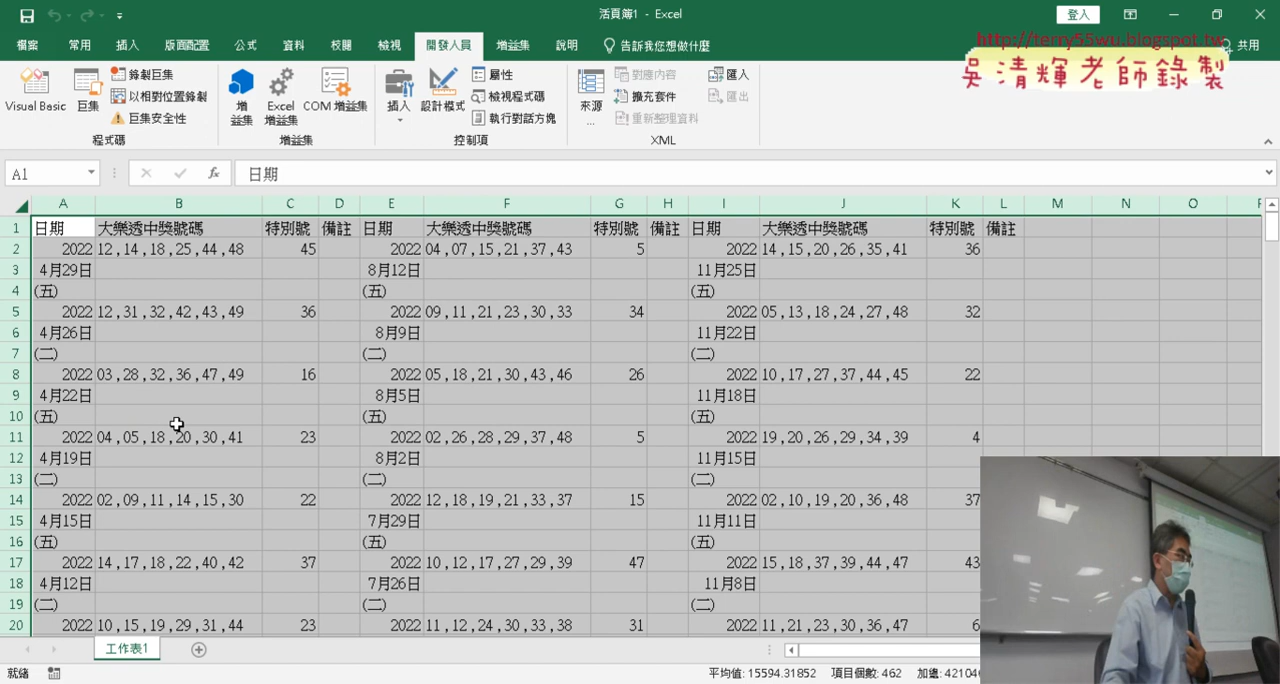 活頁簿1 - Excel
登入
檔案 常用 插入 版面配置 公式 資料 校閱 檢視 開發人員 增益集 說明 告訴我您想做什麼 共用
http://terry55wu.blogspot.tw
吳清輝老師錄製
Visual Basic 巨集 錄製巨集 以相對位置錄製 巨集安全性 程式碼
增益集 Excel 增益集 COM 增益集 增益集
插入 設計模式 屬性 檢視程式碼 執行對話方塊 控制項
來源... 對應內容 擴充套件 重新整理資料 匯入 匯出 XML
A1 fx 日期
A B C D E F G H I J K L M N O P
1 日期 大樂透中獎號碼 特別號 備註 日期 大樂透中獎號碼 特別號 備註 日期 大樂透中獎號碼 特別號 備註
2 2022 12,14,18,25,44,48 45 2022 04,07,15,21,37,43 5 2022 14,15,20,26,35,41 36
3 4月29日 8月12日 11月25日
4 (五) (五) (五)
5 2022 12,31,32,42,43,49 36 2022 09,11,21,23,30,33 34 2022 05,13,18,24,27,48 32
6 4月26日 8月9日 11月22日
7 (二) (二) (二)
8 2022 03,28,32,36,47,49 16 2022 05,18,21,30,43,46 26 2022 10,17,27,37,44,45 22
9 4月22日 8月5日 11月18日
10 (五) (五) (五)
11 2022 04,05,18,20,30,41 23 2022 02,26,28,29,37,48 5 2022 19,20,26,29,34,39 4
12 4月19日 8月2日 11月15日
13 (二) (二) (二)
14 2022 02,09,11,14,15,30 22 2022 12,18,19,21,33,37 15 2022 02,10,19,20,36,48 37
15 4月15日 7月29日 11月11日
16 (五) (五) (五)
17 2022 14,17,18,22,40,42 37 2022 10,12,17,27,29,39 47 2022 15,18,37,39,44,47 43
18 4月12日 7月26日 11月8日
19 (二) (二) (二)
20 2022 10,15,19,29,31,44 23 2022 11,12,24,30,33,38 31 2022 11,21,23,30,36,47 6
工作表1
就緒 平均值: 15594.31852 項目個數: 462 加總: 42104